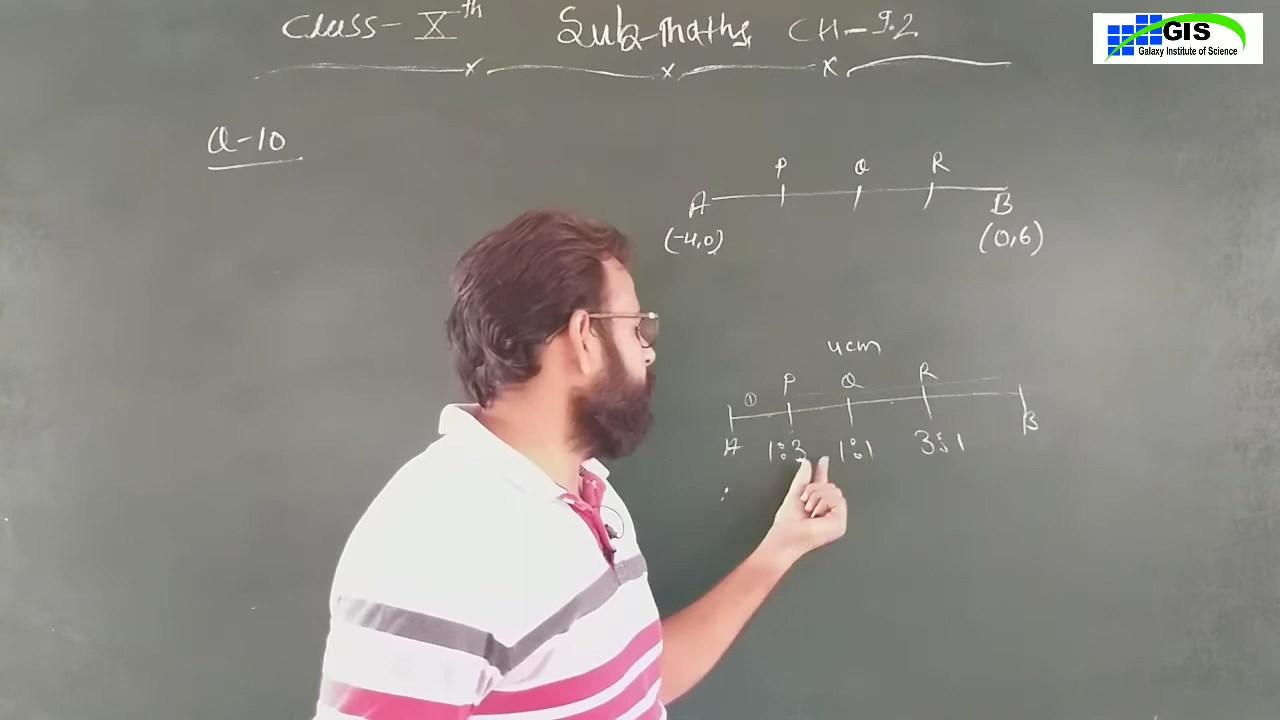 Class - Xth Sub-maths CH-9.2
GIS
Galaxy Institute of Science
Q-10
P Q R
A B
(-4,0) (0,6)
4cm
P Q R
①
A 1:3 1:1 3:1 B